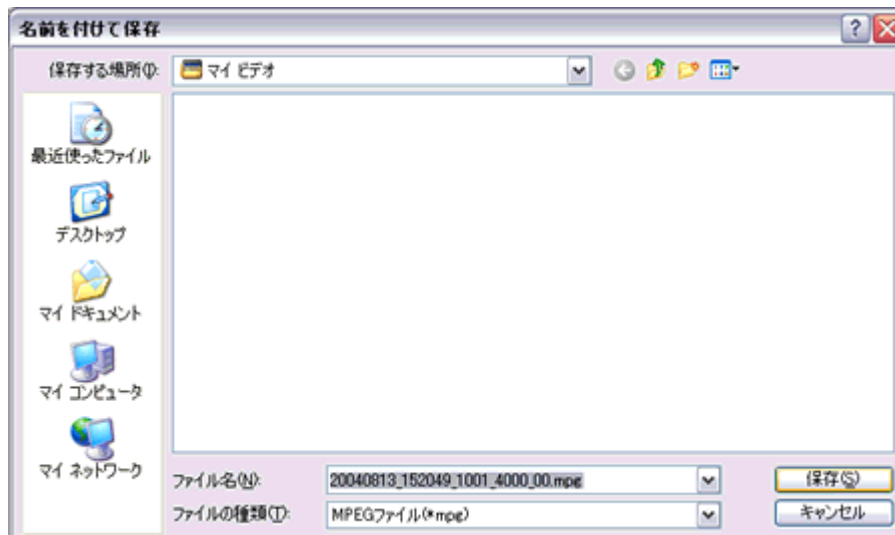 名前を付けて保存
保存する場所(I):
マイ ビデオ
最近使ったファイル
デスクトップ
マイ ドキュメント
マイ コンピュータ
マイ ネットワーク
ファイル名(N):
20040813_152049_1001_4000_00.mpg
保存(S)
ファイルの種類(T):
MPEGファイル(*mpg)
キャンセル